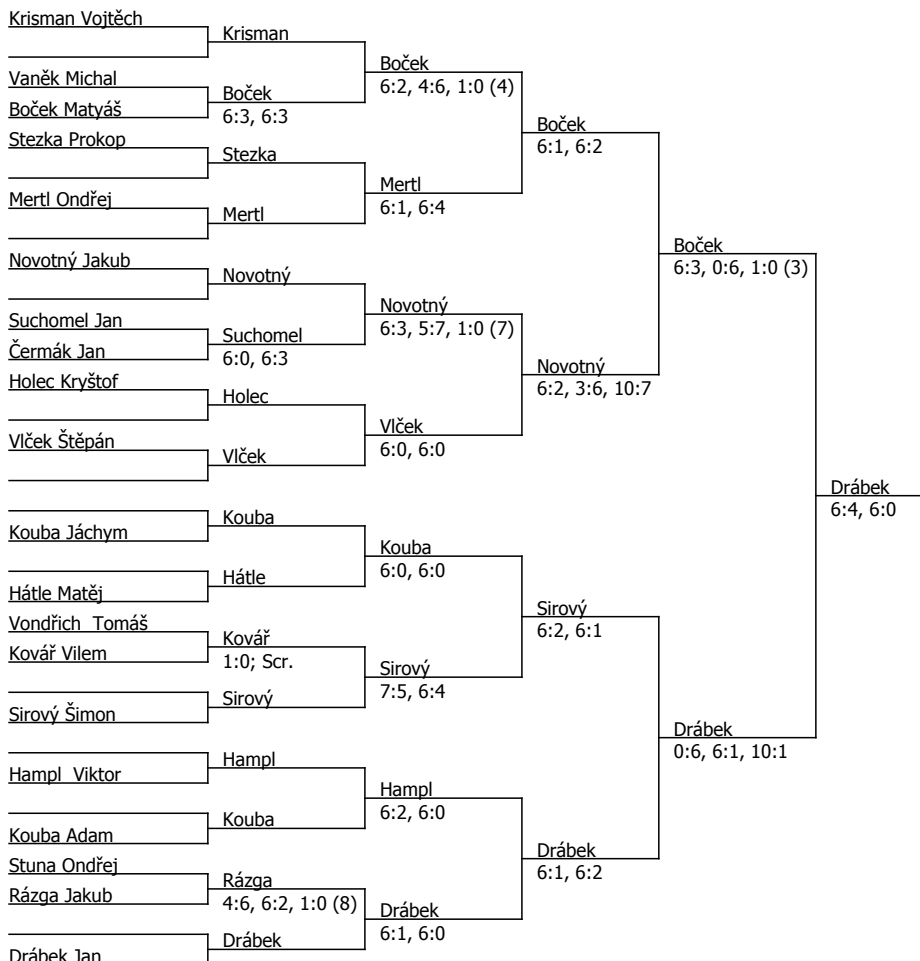 Krisman Vojtěch
Vaněk Michal
Boček Matyáš
Stezka Prokop
Mertl Ondřej
Novotný Jakub
Suchomel Jan
Čermák Jan
Holec Kryštof
Vlček Štěpán
Kouba Jáchym
Hátle Matěj
Vondřich  Tomáš
Kovář Vilem
Sirový Šimon
Hampl  Viktor
Kouba Adam
Stuna Ondřej
Rázga Jakub
Drábek Jan
Krisman
Boček
6:3, 6:3
Stezka
Mertl
Novotný
Suchomel
6:0, 6:3
Holec
Vlček
Kouba
Hátle
Kovář
1:0; Scr.
Sirový
Hampl
Kouba
Rázga
4:6, 6:2, 1:0 (8)
Drábek
Boček
6:2, 4:6, 1:0 (4)
Mertl
6:1, 6:4
Novotný
6:3, 5:7, 1:0 (7)
Vlček
6:0, 6:0
Kouba
6:0, 6:0
Sirový
7:5, 6:4
Hampl
6:2, 6:0
Drábek
6:1, 6:0
Boček
6:1, 6:2
Novotný
6:2, 3:6, 10:7
Sirový
6:2, 6:1
Drábek
6:1, 6:2
Boček
6:3, 0:6, 1:0 (3)
Drábek
0:6, 6:1, 10:1
Drábek
6:4, 6:0